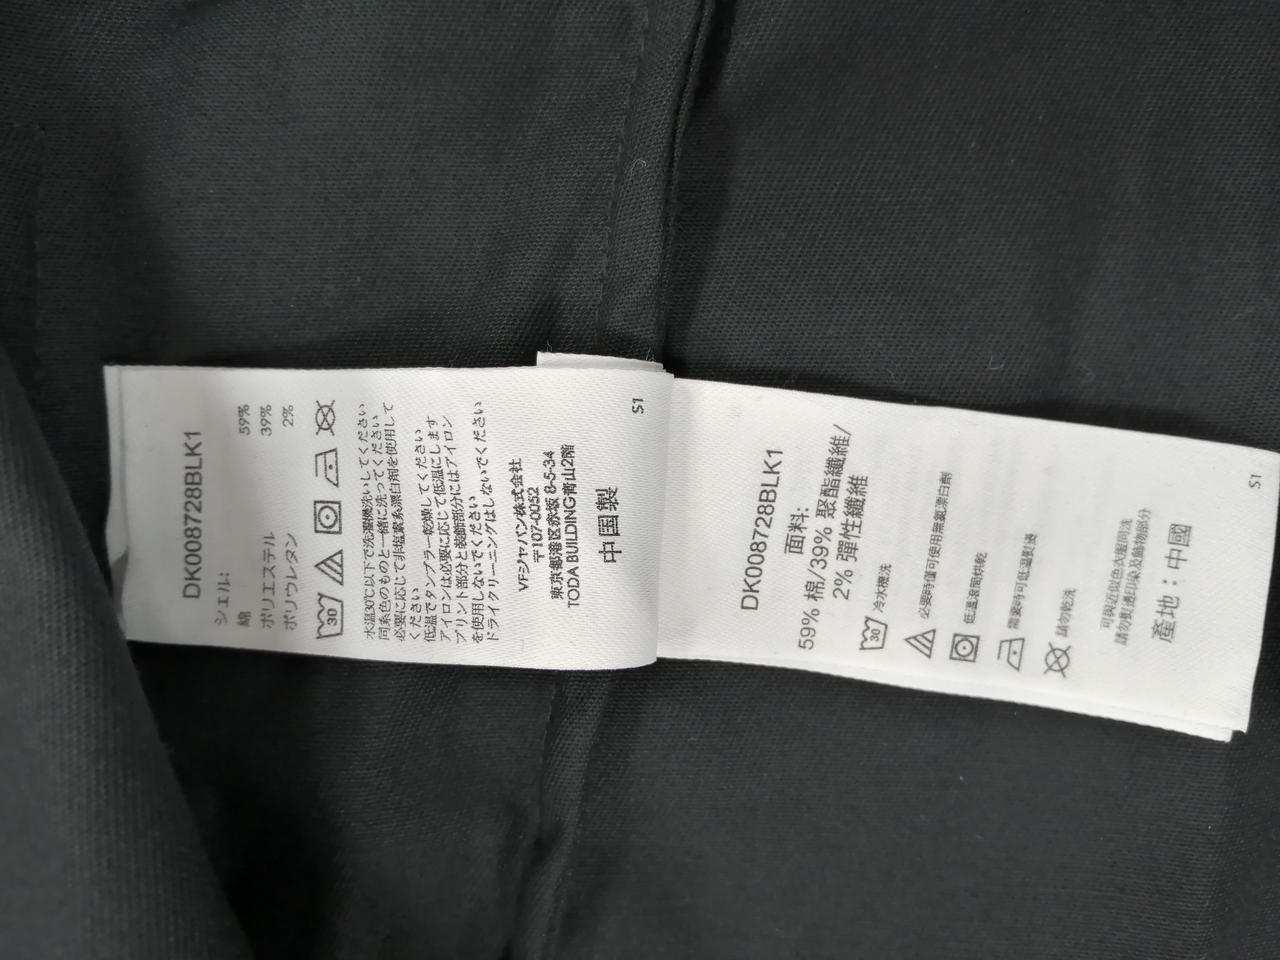 DK008728BLK1
シェル:
綿 59%
ポリエステル 39%
ポリウレタン 2%
30
水温30℃以下で洗濯機洗いしてください
同系色のものと一緒に洗ってください
必要に応じて非塩素系漂白剤を使用して
ください
低温でタンブラー乾燥してください
アイロンは必要に応じて低温にします
プリント部分と装飾部分にはアイロン
を使用しないでください
ドライクリーニングはしないでください
VFジャパン株式会社
〒107-0052
東京都港区赤坂 8-5-34
TODA BUILDING青山2階
中国製
S1
DK008728BLK1
面料:
59% 棉/39% 聚酯纖維/
2% 彈性纖維
30 冷水機洗
必要時僅可使用無氯漂白劑
低溫滾筒烘乾
需要時可低溫熨燙
請勿乾洗
可與近似色衣服同洗
請勿熨燙印染及飾物部分
產地：中國
S1